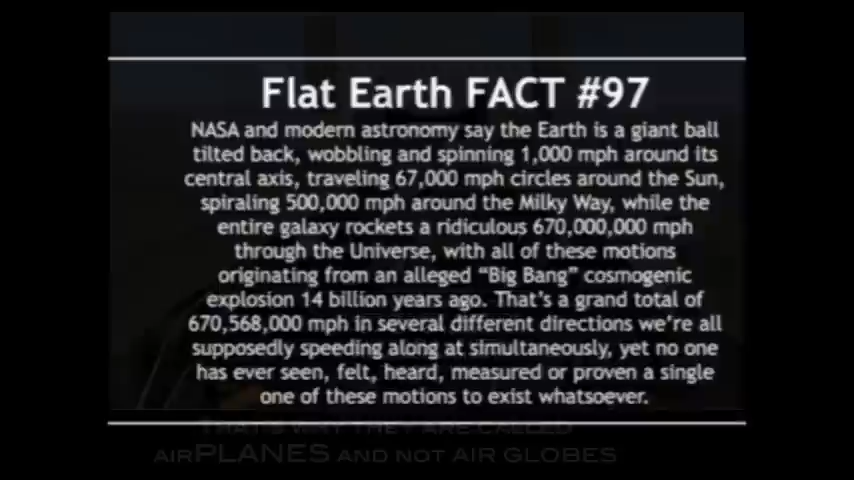 Flat Earth FACT #97
NASA and modern astronomy say the Earth is a giant ball
tilted back, wobbling and spinning 1,000 mph around its
central axis, traveling 67,000 mph circles around the Sun,
spiraling 500,000 mph around the Milky Way, while the
entire galaxy rockets a ridiculous 670,000,000 mph
through the Universe, with all of these motions
originating from an alleged “Big Bang” cosmogenic
explosion 14 billion years ago. That's a grand total of
670,568,000 mph in several different directions we're all
supposedly speeding along at simultaneously, yet no one
has ever seen, felt, heard, measured or proven a single
one of these motions to exist whatsoever.
THAT'S WHY THEY ARE CALLED
AIRPLANES AND NOT AIR GLOBES